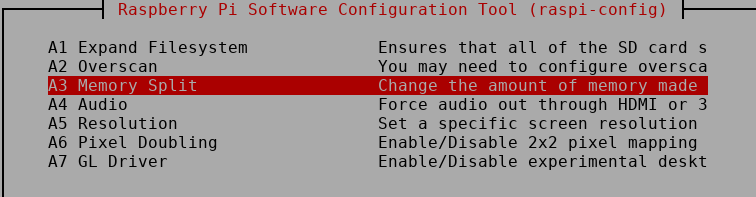 Raspberry Pi Software Configuration Tool (raspi-config)
A1 Expand Filesystem Ensures that all of the SD card s
A2 Overscan You may need to configure oversca
A3 Memory Split Change the amount of memory made
A4 Audio Force audio out through HDMI or 3
A5 Resolution Set a specific screen resolution
A6 Pixel Doubling Enable/Disable 2x2 pixel mapping
A7 GL Driver Enable/Disable experimental deskt